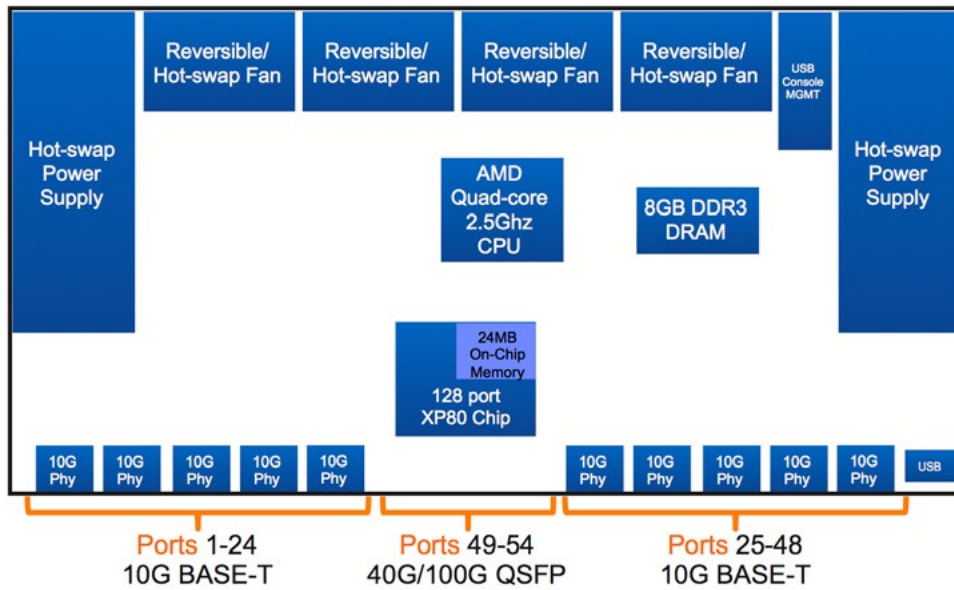 Hot-swap
Power
Supply
Reversible/
Hot-swap Fan
Reversible/
Hot-swap Fan
Reversible/
Hot-swap Fan
Reversible/
Hot-swap Fan
USB
Console
MGMT
Hot-swap
Power
Supply
AMD
Quad-core
2.5Ghz
CPU
8GB DDR3
DRAM
24MB
On-Chip
Memory
128 port
XP80 Chip
10G
Phy
10G
Phy
10G
Phy
10G
Phy
10G
Phy
10G
Phy
10G
Phy
10G
Phy
10G
Phy
10G
Phy
USB
Ports 1-24
10G BASE-T
Ports 49-54
40G/100G QSFP
Ports 25-48
10G BASE-T